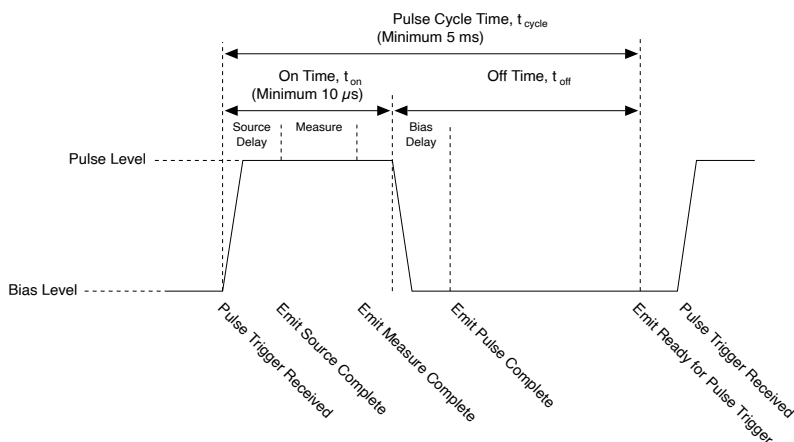 Pulse Cycle Time, t cycle
(Minimum 5 ms)
On Time, t on
(Minimum 10 µs)
Off Time, t off
Source
Delay
Measure
Bias
Delay
Pulse Level
Bias Level
Pulse Trigger Received
Emit Source Complete
Emit Measure Complete
Emit Pulse Complete
Emit Ready for Pulse Trigger
Pulse Trigger Received